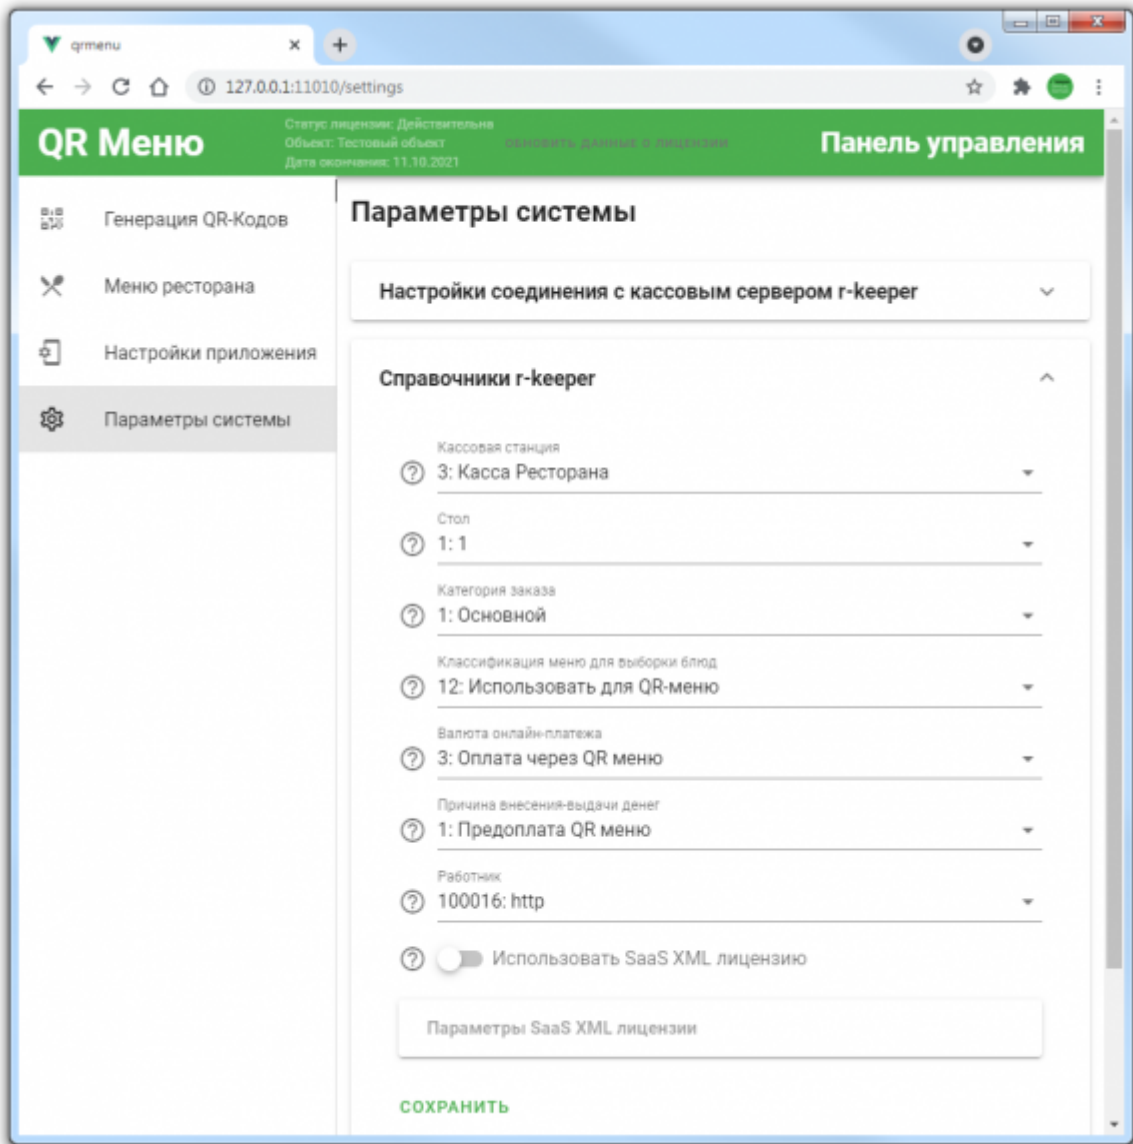 qrmenu
127.0.0.1:11010/settings
QR Меню
Статус лицензии: Действительна
Объект: Тестовый объект
Дата окончания: 11.10.2021
ОБНОВИТЬ ДАННЫЕ О ЛИЦЕНЗИИ
Панель управления
Генерация QR-Кодов
Меню ресторана
Настройки приложения
Параметры системы
Параметры системы
Настройки соединения с кассовым сервером r-keeper
Справочники r-keeper
Кассовая станция
3: Касса Ресторана
Стол
1: 1
Категория заказа
1: Основной
Классификация меню для выборки блюд
12: Использовать для QR-меню
Валюта онлайн-платежа
3: Оплата через QR меню
Причина внесения-выдачи денег
1: Предоплата QR меню
Работник
100016: http
Использовать SaaS XML лицензию
Параметры SaaS XML лицензии
СОХРАНИТЬ